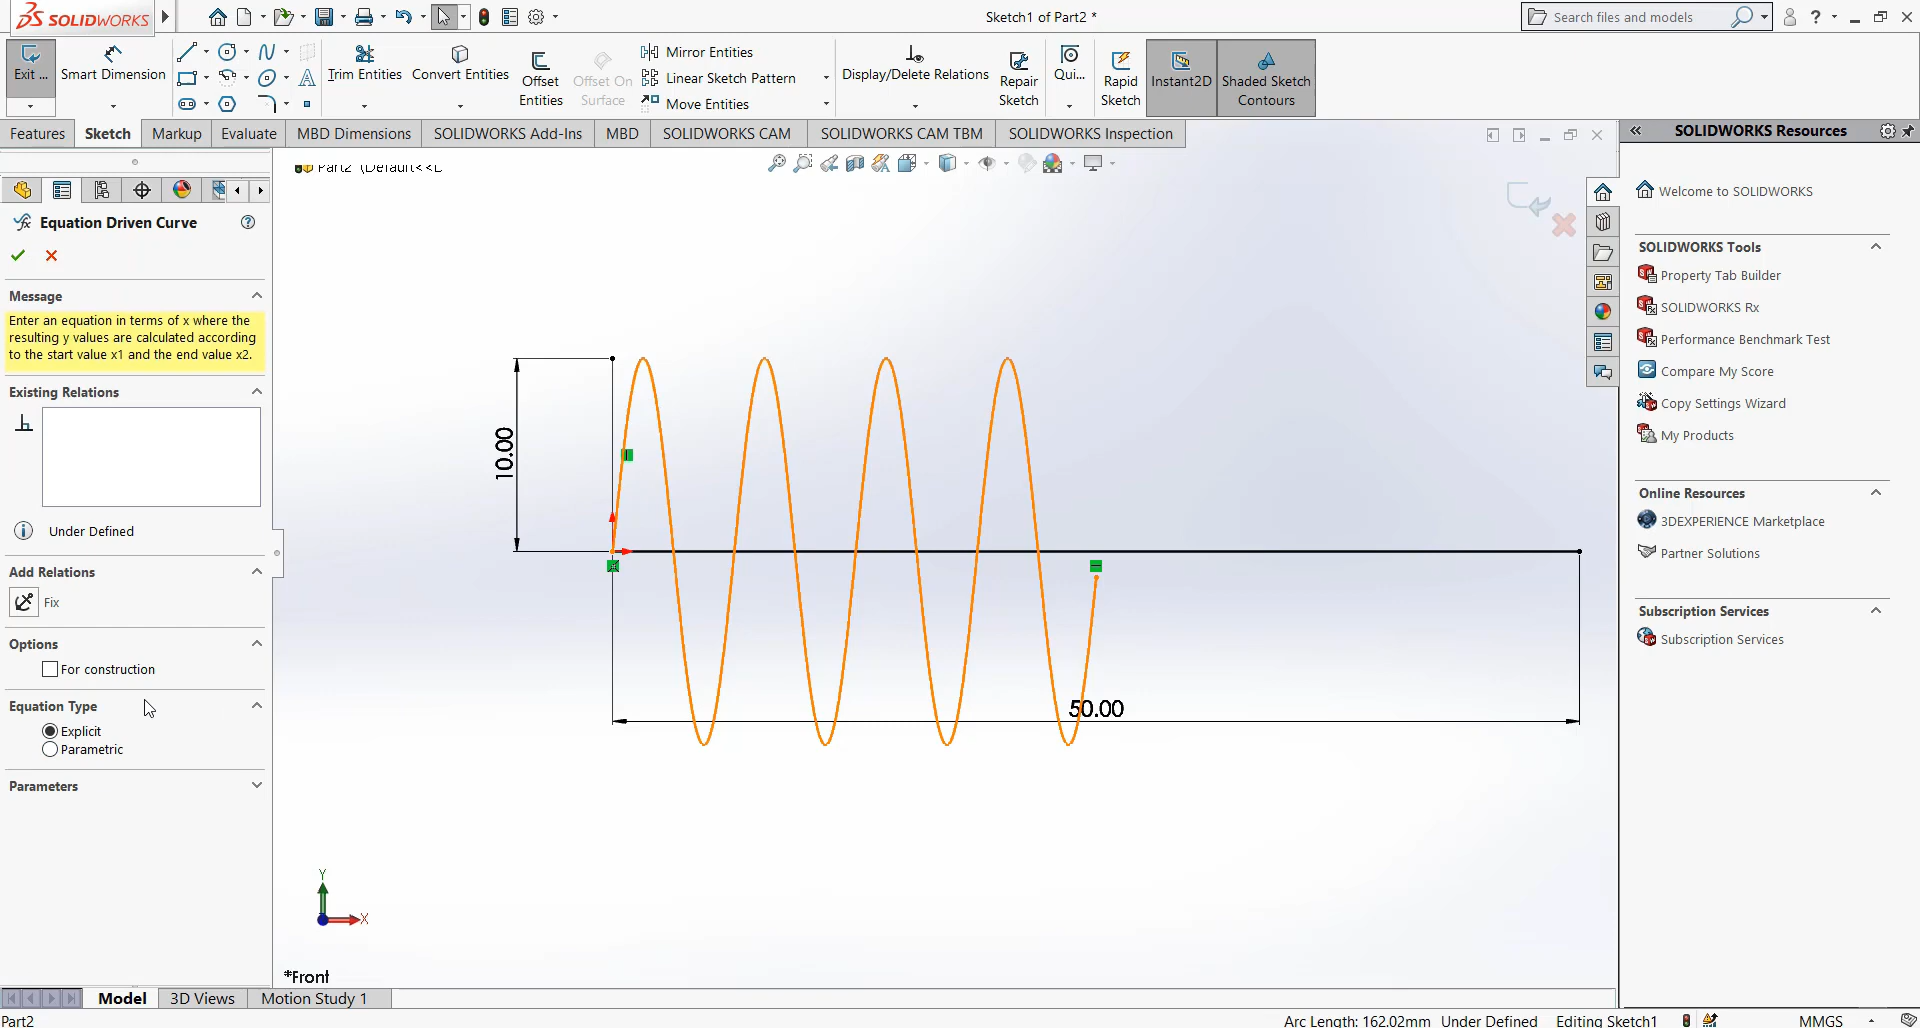 SOLIDWORKS
Sketch1 of Part2 *
Search files and models
Exit ...
Smart Dimension
Trim Entities
Convert Entities
Offset Entities
Offset On Surface
Mirror Entities
Linear Sketch Pattern
Move Entities
Display/Delete Relations
Repair Sketch
Qui...
Rapid Sketch
Instant2D
Shaded Sketch Contours
Features
Sketch
Markup
Evaluate
MBD Dimensions
SOLIDWORKS Add-Ins
MBD
SOLIDWORKS CAM
SOLIDWORKS CAM TBM
SOLIDWORKS Inspection
Part2 (Default<<D
Equation Driven Curve
Message
Enter an equation in terms of x where the
resulting y values are calculated according
to the start value x1 and the end value x2.
Existing Relations
Under Defined
Add Relations
Fix
Options
For construction
Equation Type
Explicit
Parametric
Parameters
10.00
50.00
Y
X
*Front
SOLIDWORKS Resources
Welcome to SOLIDWORKS
SOLIDWORKS Tools
Property Tab Builder
SOLIDWORKS Rx
Performance Benchmark Test
Compare My Score
Copy Settings Wizard
My Products
Online Resources
3DEXPERIENCE Marketplace
Partner Solutions
Subscription Services
Subscription Services
Model
3D Views
Motion Study 1
Part2
Arc Length: 162.02mm
Under Defined
Editing Sketch1
MMGS